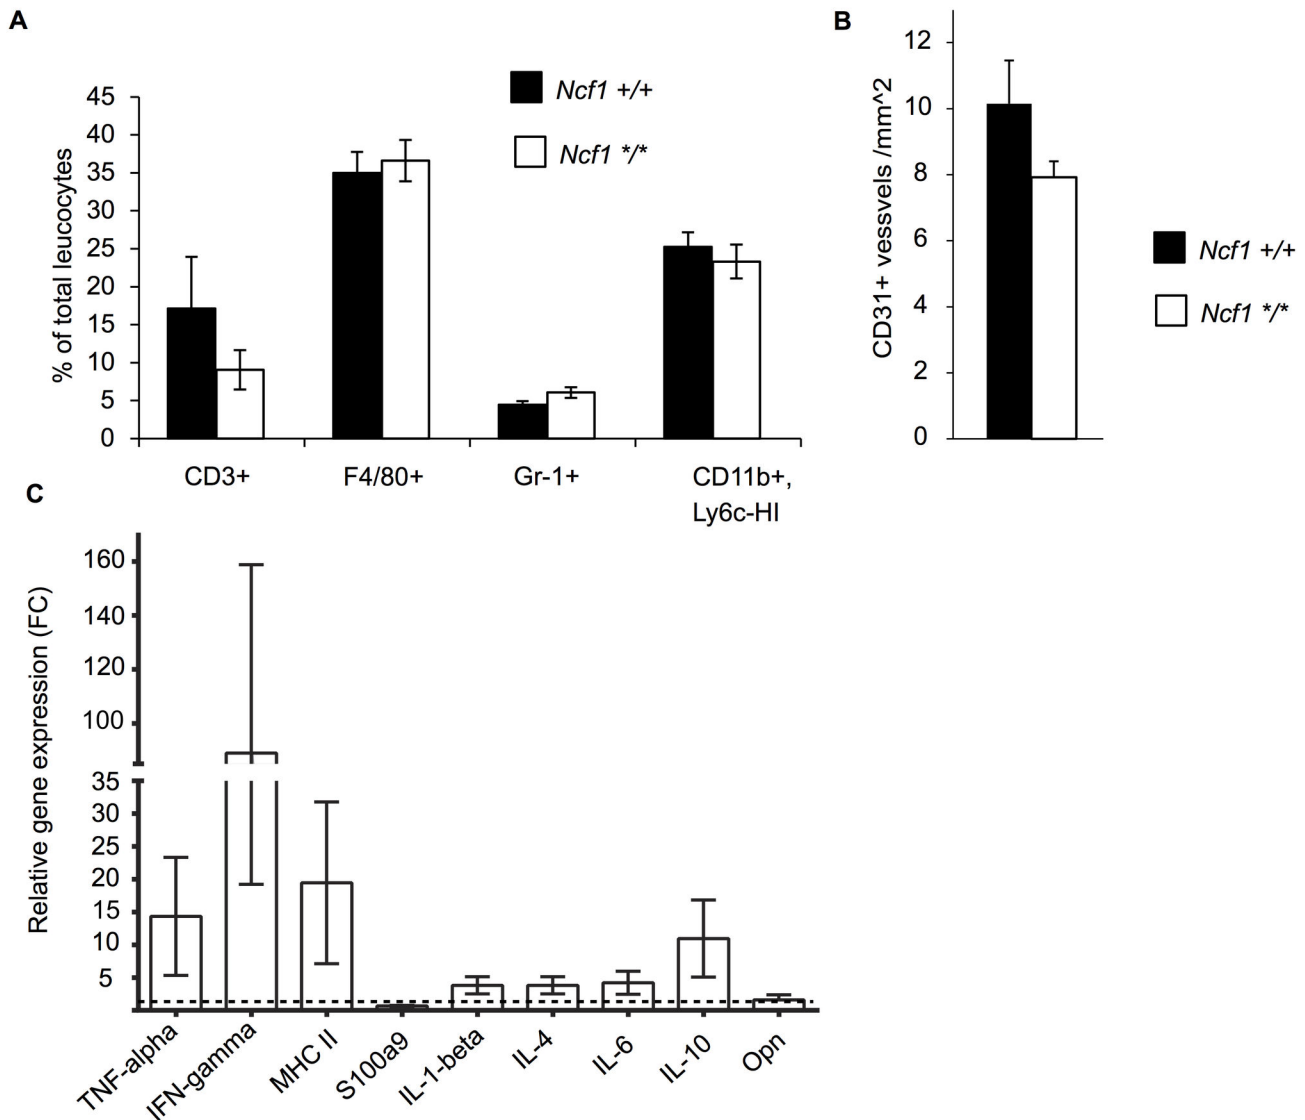 A
% of total leucocytes
45
40
35
30
25
20
15
10
5
0
Ncf1 +/+
Ncf1 */*
CD3+
F4/80+
Gr-1+
CD11b+,
Ly6c-HI
B
CD31+ vessvels /mm^2
12
10
8
6
4
2
0
Ncf1 +/+
Ncf1 */*
C
Relative gene expression (FC)
160
140
120
100
35
30
25
20
15
10
5
TNF-alpha
IFN-gamma
MHC II
S100a9
IL-1-beta
IL-4
IL-6
IL-10
Opn